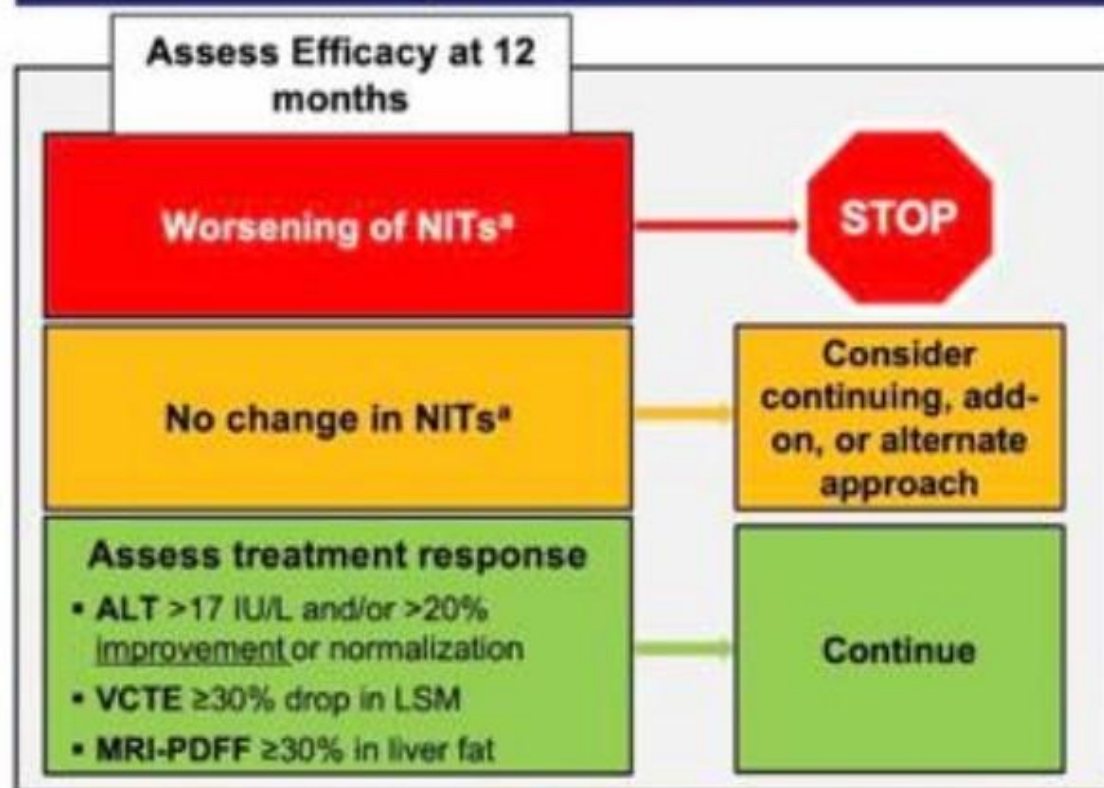 Assess Efficacy at 12
months
Worsening of NITsª
STOP
No change in NITsª
Consider
continuing, add-
on, or alternate
approach
Assess treatment response
▪ ALT >17 IU/L and/or >20%
improvement or normalization
▪ VCTE ≥30% drop in LSM
▪ MRI-PDFF ≥30% in liver fat
Continue